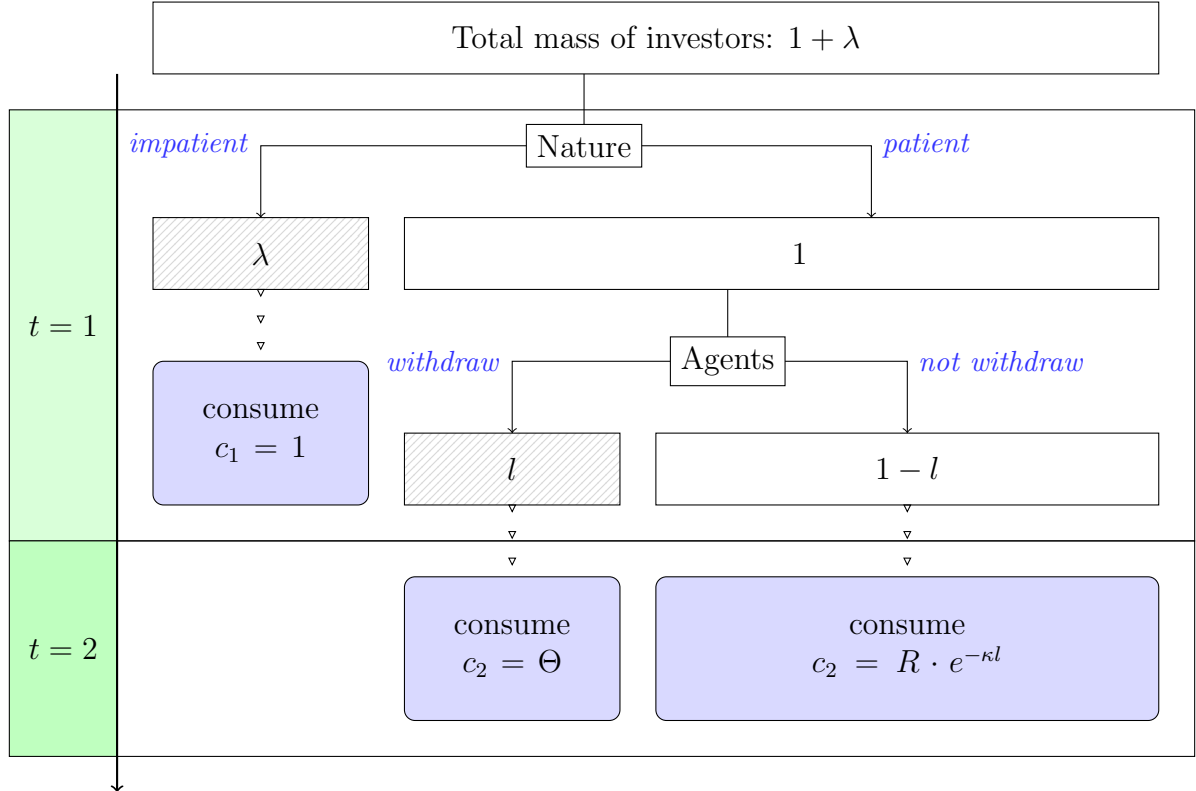 Total mass of investors: 1 + λ
impatient
Nature
patient
λ
1
t = 1
withdraw
Agents
not withdraw
consume
c₁ = 1
l
1 − l
t = 2
consume
c₂ = Θ
consume
c₂ = R · e^{−κl}